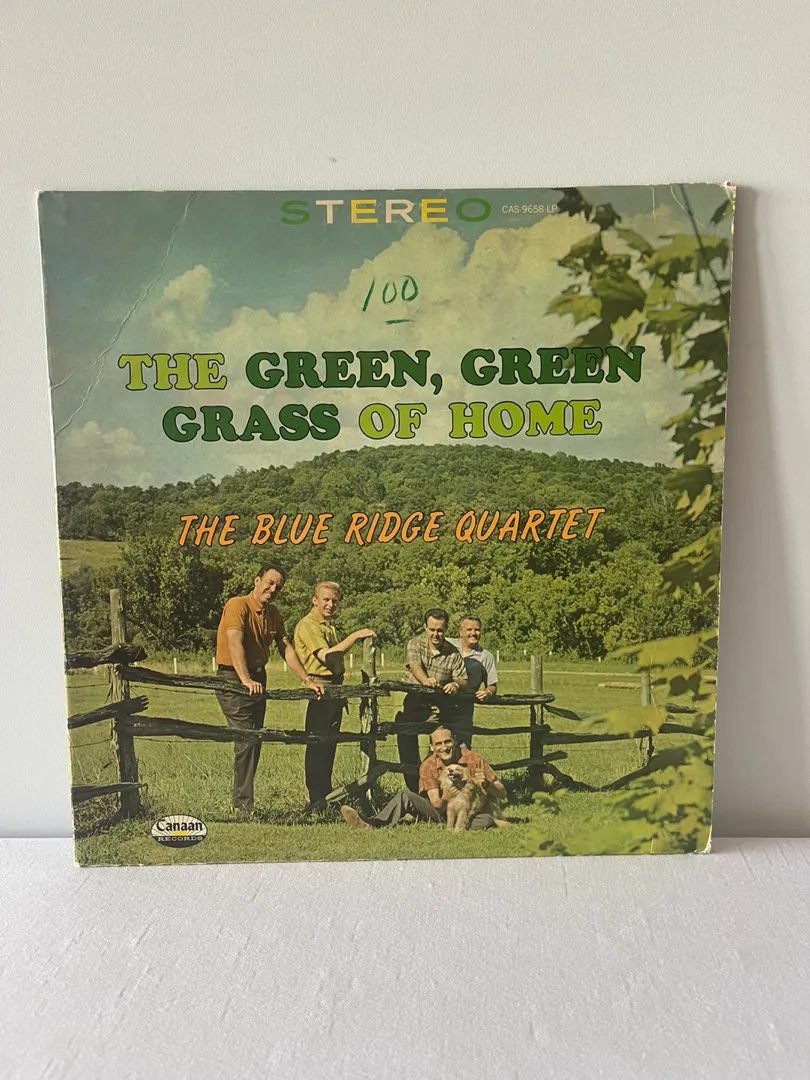 STEREO CAS-9658-LP
100
THE GREEN, GREEN
GRASS OF HOME
THE BLUE RIDGE QUARTET
Canaan
RECORDS